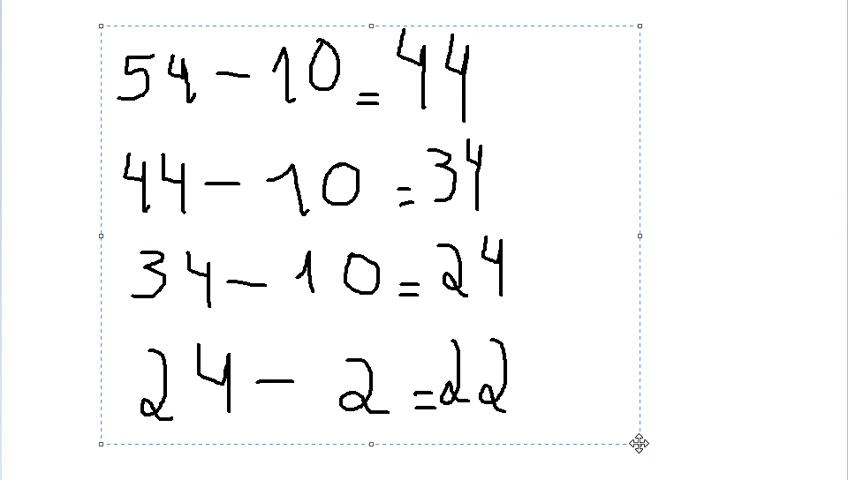 54 - 10 = 44
44 - 10 = 34
34 - 10 = 24
24 - 2 = 22